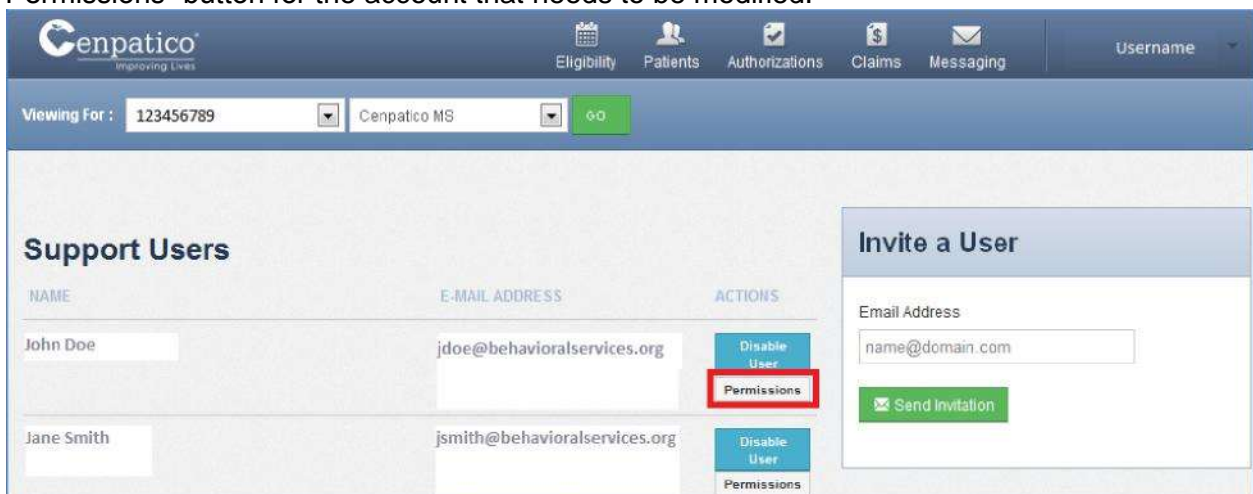 Permissions" button for the account that needs to be modified.
Cenpatico®
Improving Lives
Eligibility Patients Authorizations Claims Messaging Username
Viewing For : 123456789 Cenpatico MS GO
Support Users
NAME E-MAIL ADDRESS ACTIONS
John Doe jdoe@behavioralservices.org Disable User
Permissions
Jane Smith jsmith@behavioralservices.org Disable User
Permissions
Invite a User
Email Address
name@domain.com
Send Invitation